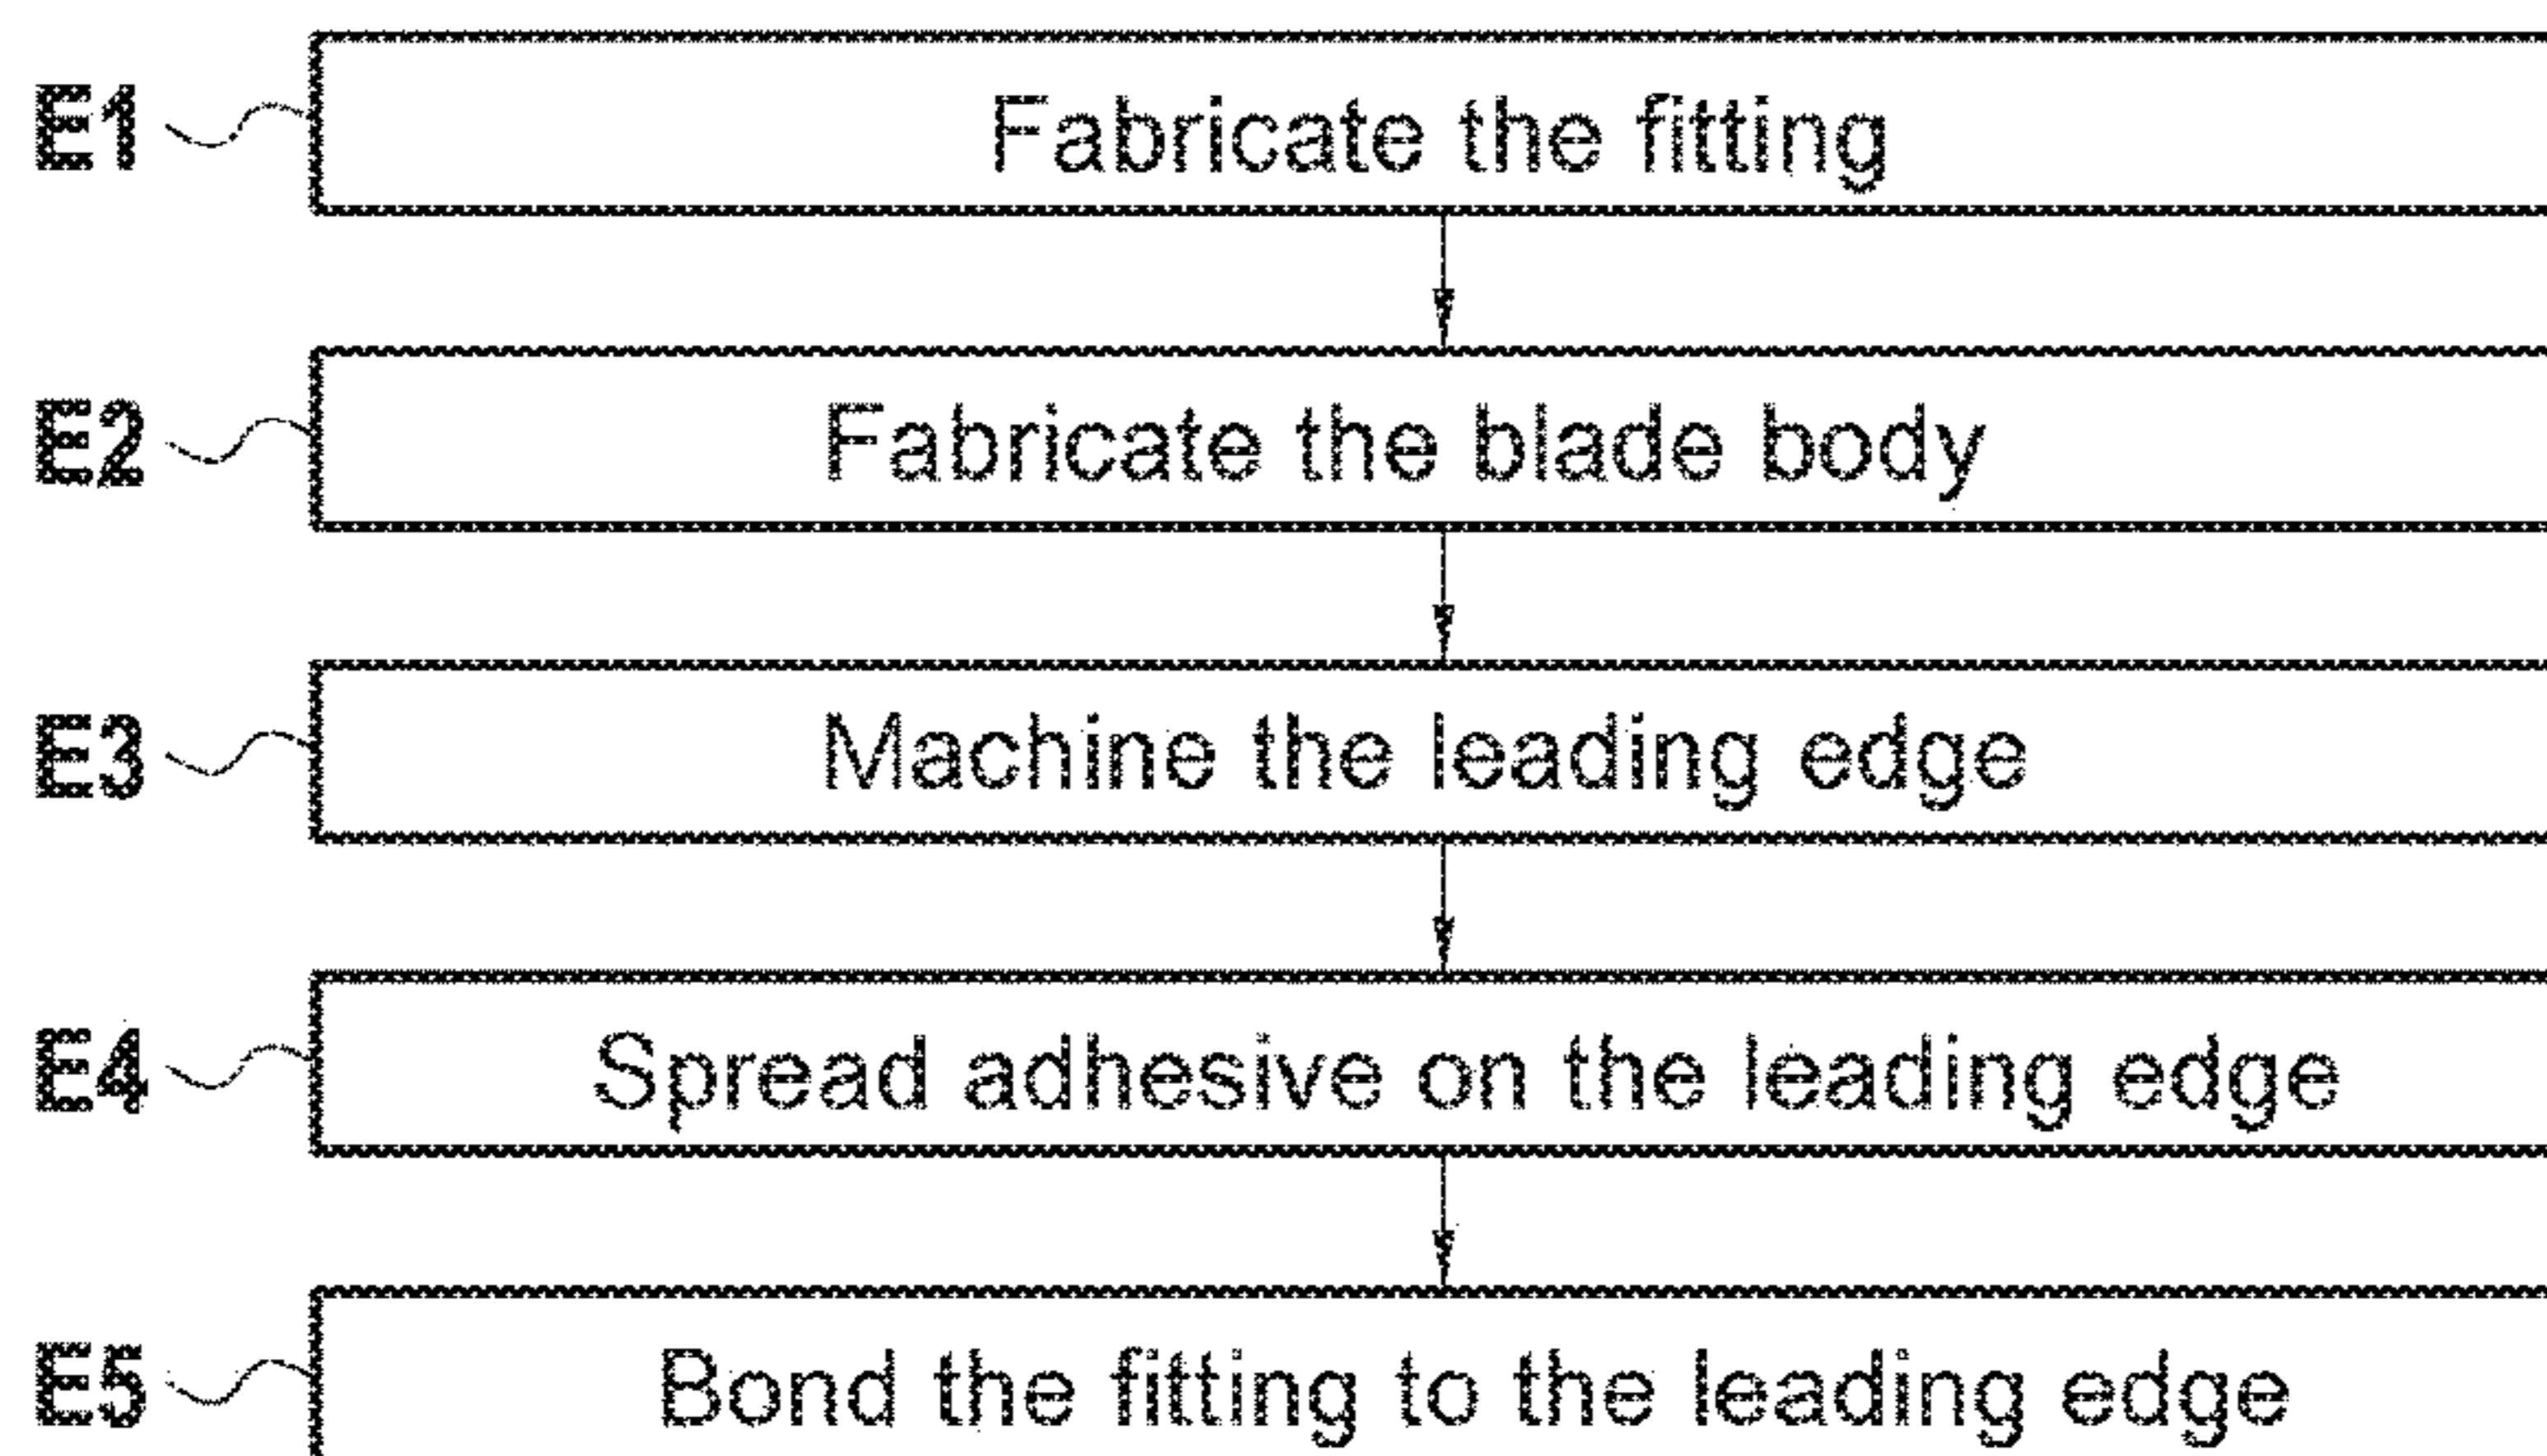 E1 Fabricate the fitting
E2 Fabricate the blade body
E3 Machine the leading edge
E4 Spread adhesive on the leading edge
E5 Bond the fitting to the leading edge